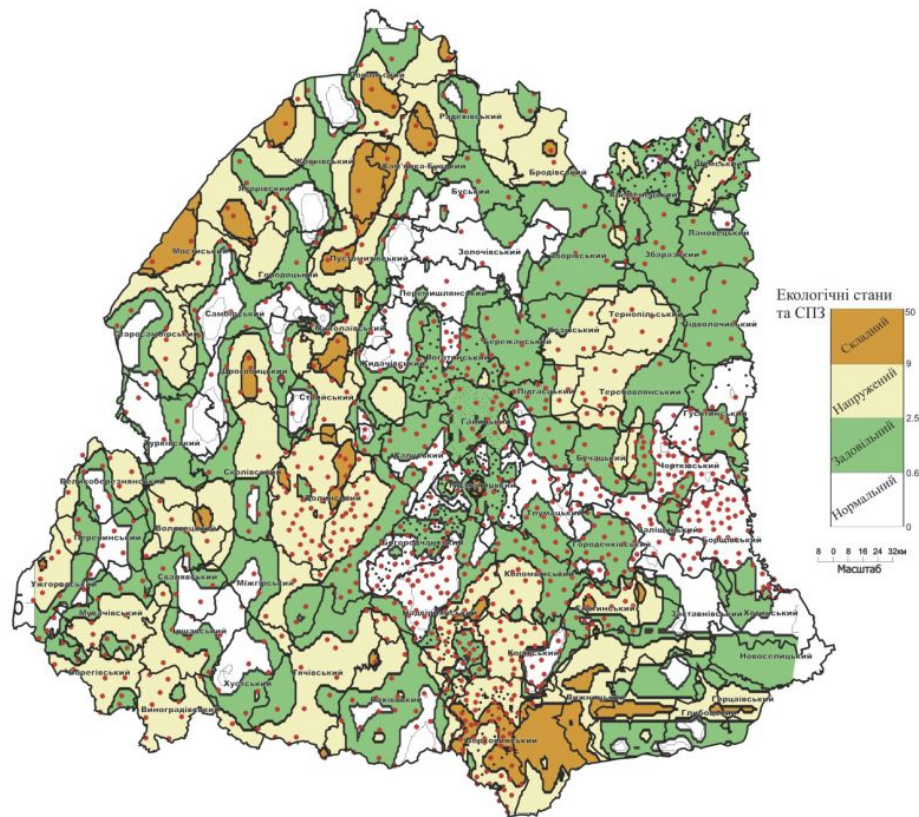 Сокальський
Радехівський
Жовківський
Кам'янка-Бузький
Бродівський
Яворівський
Буський
Кременецький
Шумський
Лановецький
Мостиський
Пустомитівський
Золочівський
Зборівський
Збаразький
Городоцький
Перемишлянський
Самбірський
Старосамбірський
Миколаївський
Тернопільський
Підволочиський
Козівський
Бережанський
Рогатинський
Жидачівський
Дрогобицький
Стрийський
Підгаєцький
Теребовлянський
Галицький
Гусятинський
Турківський
Калуський
Бучацький
Чортківський
Сколівський
Великоберезнянський
Долинський
Тлумацький
Воловецький
Перечинський
Заліщицький
Борщівський
Богородчанський
Городенківський
Свалявський
Міжгірський
Коломийський
Ужгородський
Мукачівський
Надвірнянський
Снятинський
Заставнівський
Хотинський
Іршавський
Косівський
Новоселицький
Берегівський
Тячівський
Хустський
Виноградівський
Рахівський
Вижницький
Герцаївський
Глибоцький
Верховинський
Екологічні стани
та СПЗ
50
Складний
9
Напружений
2.5
Задовільний
0.6
Нормальний
0
8 0 8 16 24 32км
Масштаб